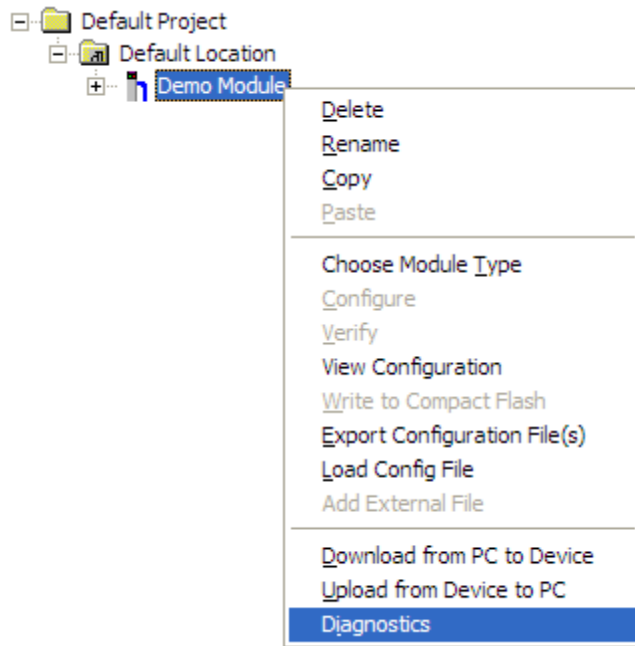 Default Project
Default Location
Demo Module
Delete
Rename
Copy
Paste
Choose Module Type
Configure
Verify
View Configuration
Write to Compact Flash
Export Configuration File(s)
Load Config File
Add External File
Download from PC to Device
Upload from Device to PC
Diagnostics